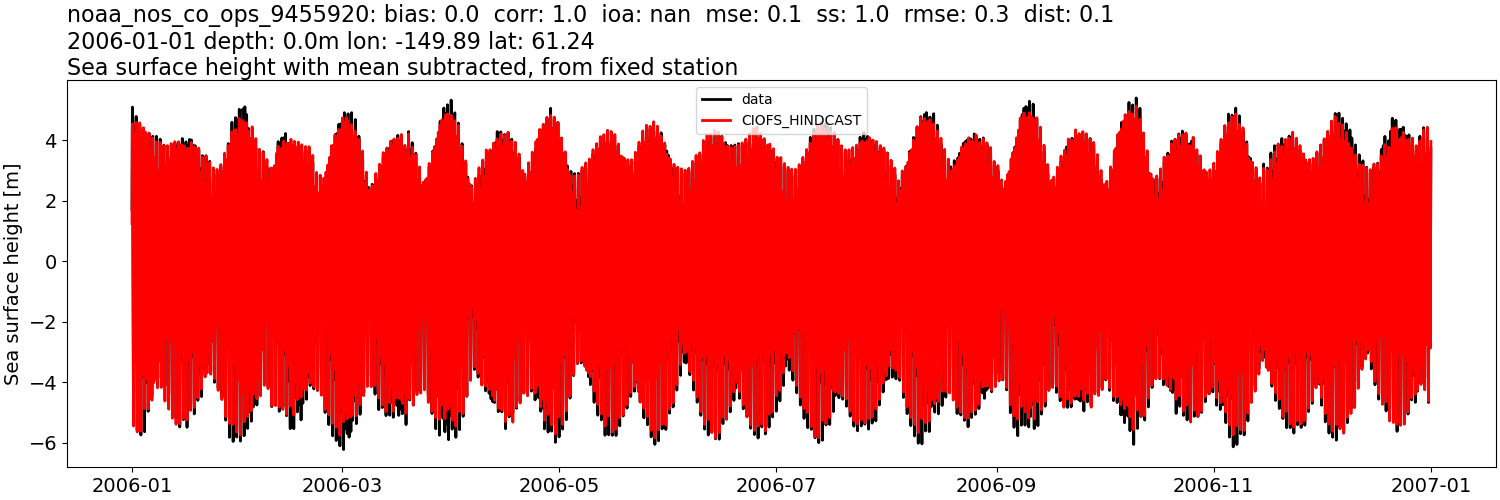 noaa_nos_co_ops_9455920: bias: 0.0  corr: 1.0  ioa: nan  mse: 0.1  ss: 1.0  rmse: 0.3  dist: 0.1
2006-01-01 depth: 0.0m lon: -149.89 lat: 61.24
Sea surface height with mean subtracted, from fixed station
data
CIOFS_HINDCAST
Sea surface height [m]
4
2
0
−2
−4
−6
2006-01
2006-03
2006-05
2006-07
2006-09
2006-11
2007-01